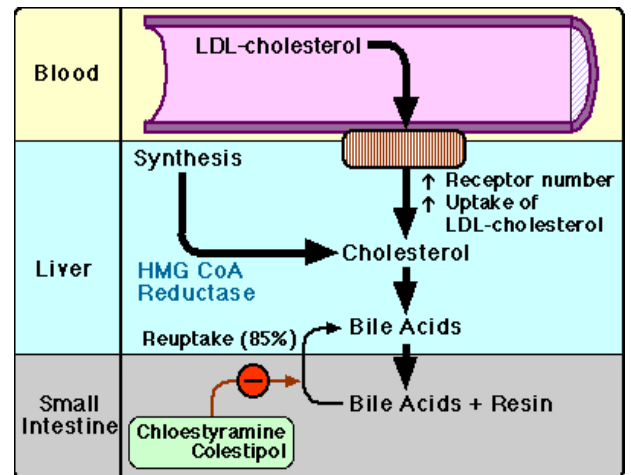 Blood
LDL-cholesterol
Synthesis
↑ Receptor number
↑ Uptake of
LDL-cholesterol
Liver
HMG CoA
Reductase
Cholesterol
Reuptake (85%)
Bile Acids
Small
Intestine
Chloestyramine
Colestipol
Bile Acids + Resin